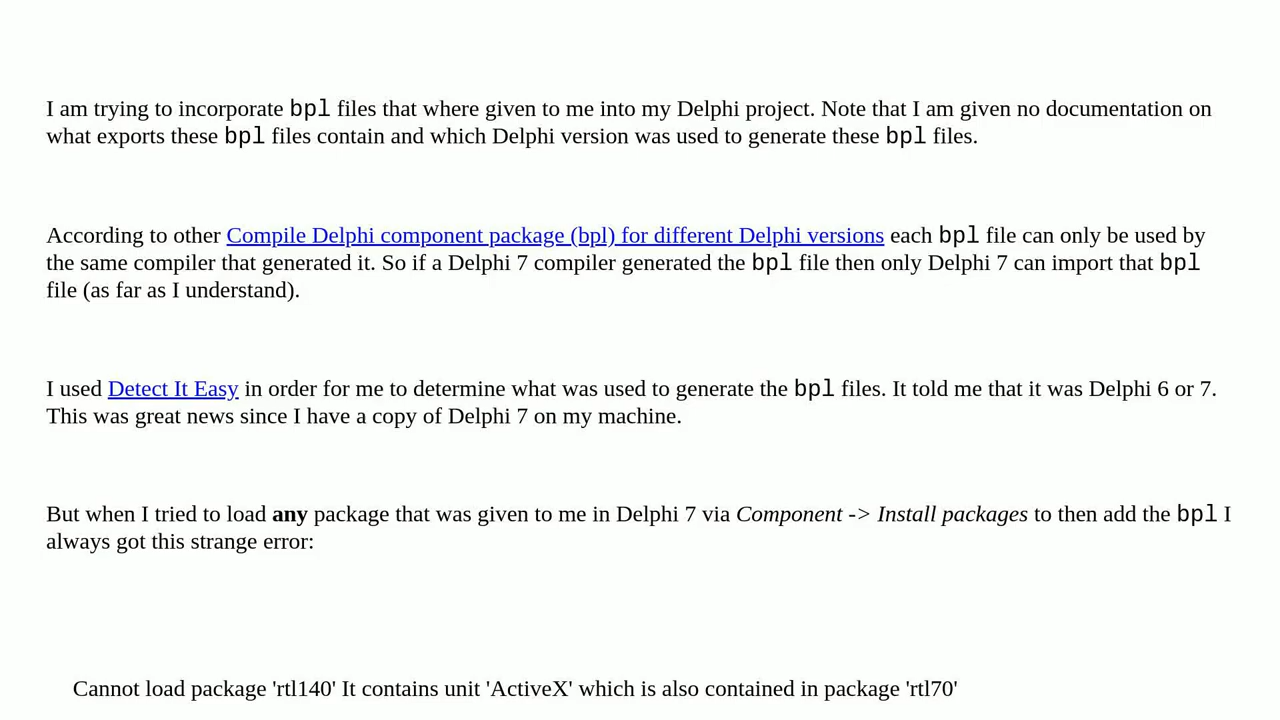 I am trying to incorporate bpl files that where given to me into my Delphi project. Note that I am given no documentation on
what exports these bpl files contain and which Delphi version was used to generate these bpl files.
According to other Compile Delphi component package (bpl) for different Delphi versions each bpl file can only be used by
the same compiler that generated it. So if a Delphi 7 compiler generated the bpl file then only Delphi 7 can import that bpl
file (as far as I understand).
I used Detect It Easy in order for me to determine what was used to generate the bpl files. It told me that it was Delphi 6 or 7.
This was great news since I have a copy of Delphi 7 on my machine.
But when I tried to load any package that was given to me in Delphi 7 via Component -> Install packages to then add the bpl I
always got this strange error:
Cannot load package 'rtl140' It contains unit 'ActiveX' which is also contained in package 'rtl70'